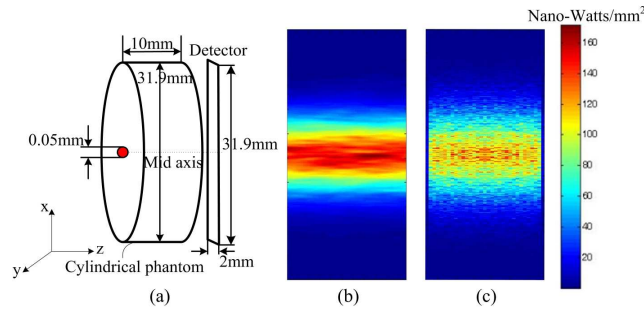 Nano-Watts/mm²
10mm
Detector
31.9mm
0.05mm
31.9mm
Mid axis
x
z
y
Cylindrical phantom
2mm
(a)
(b)
(c)
160
140
120
100
80
60
40
20
0